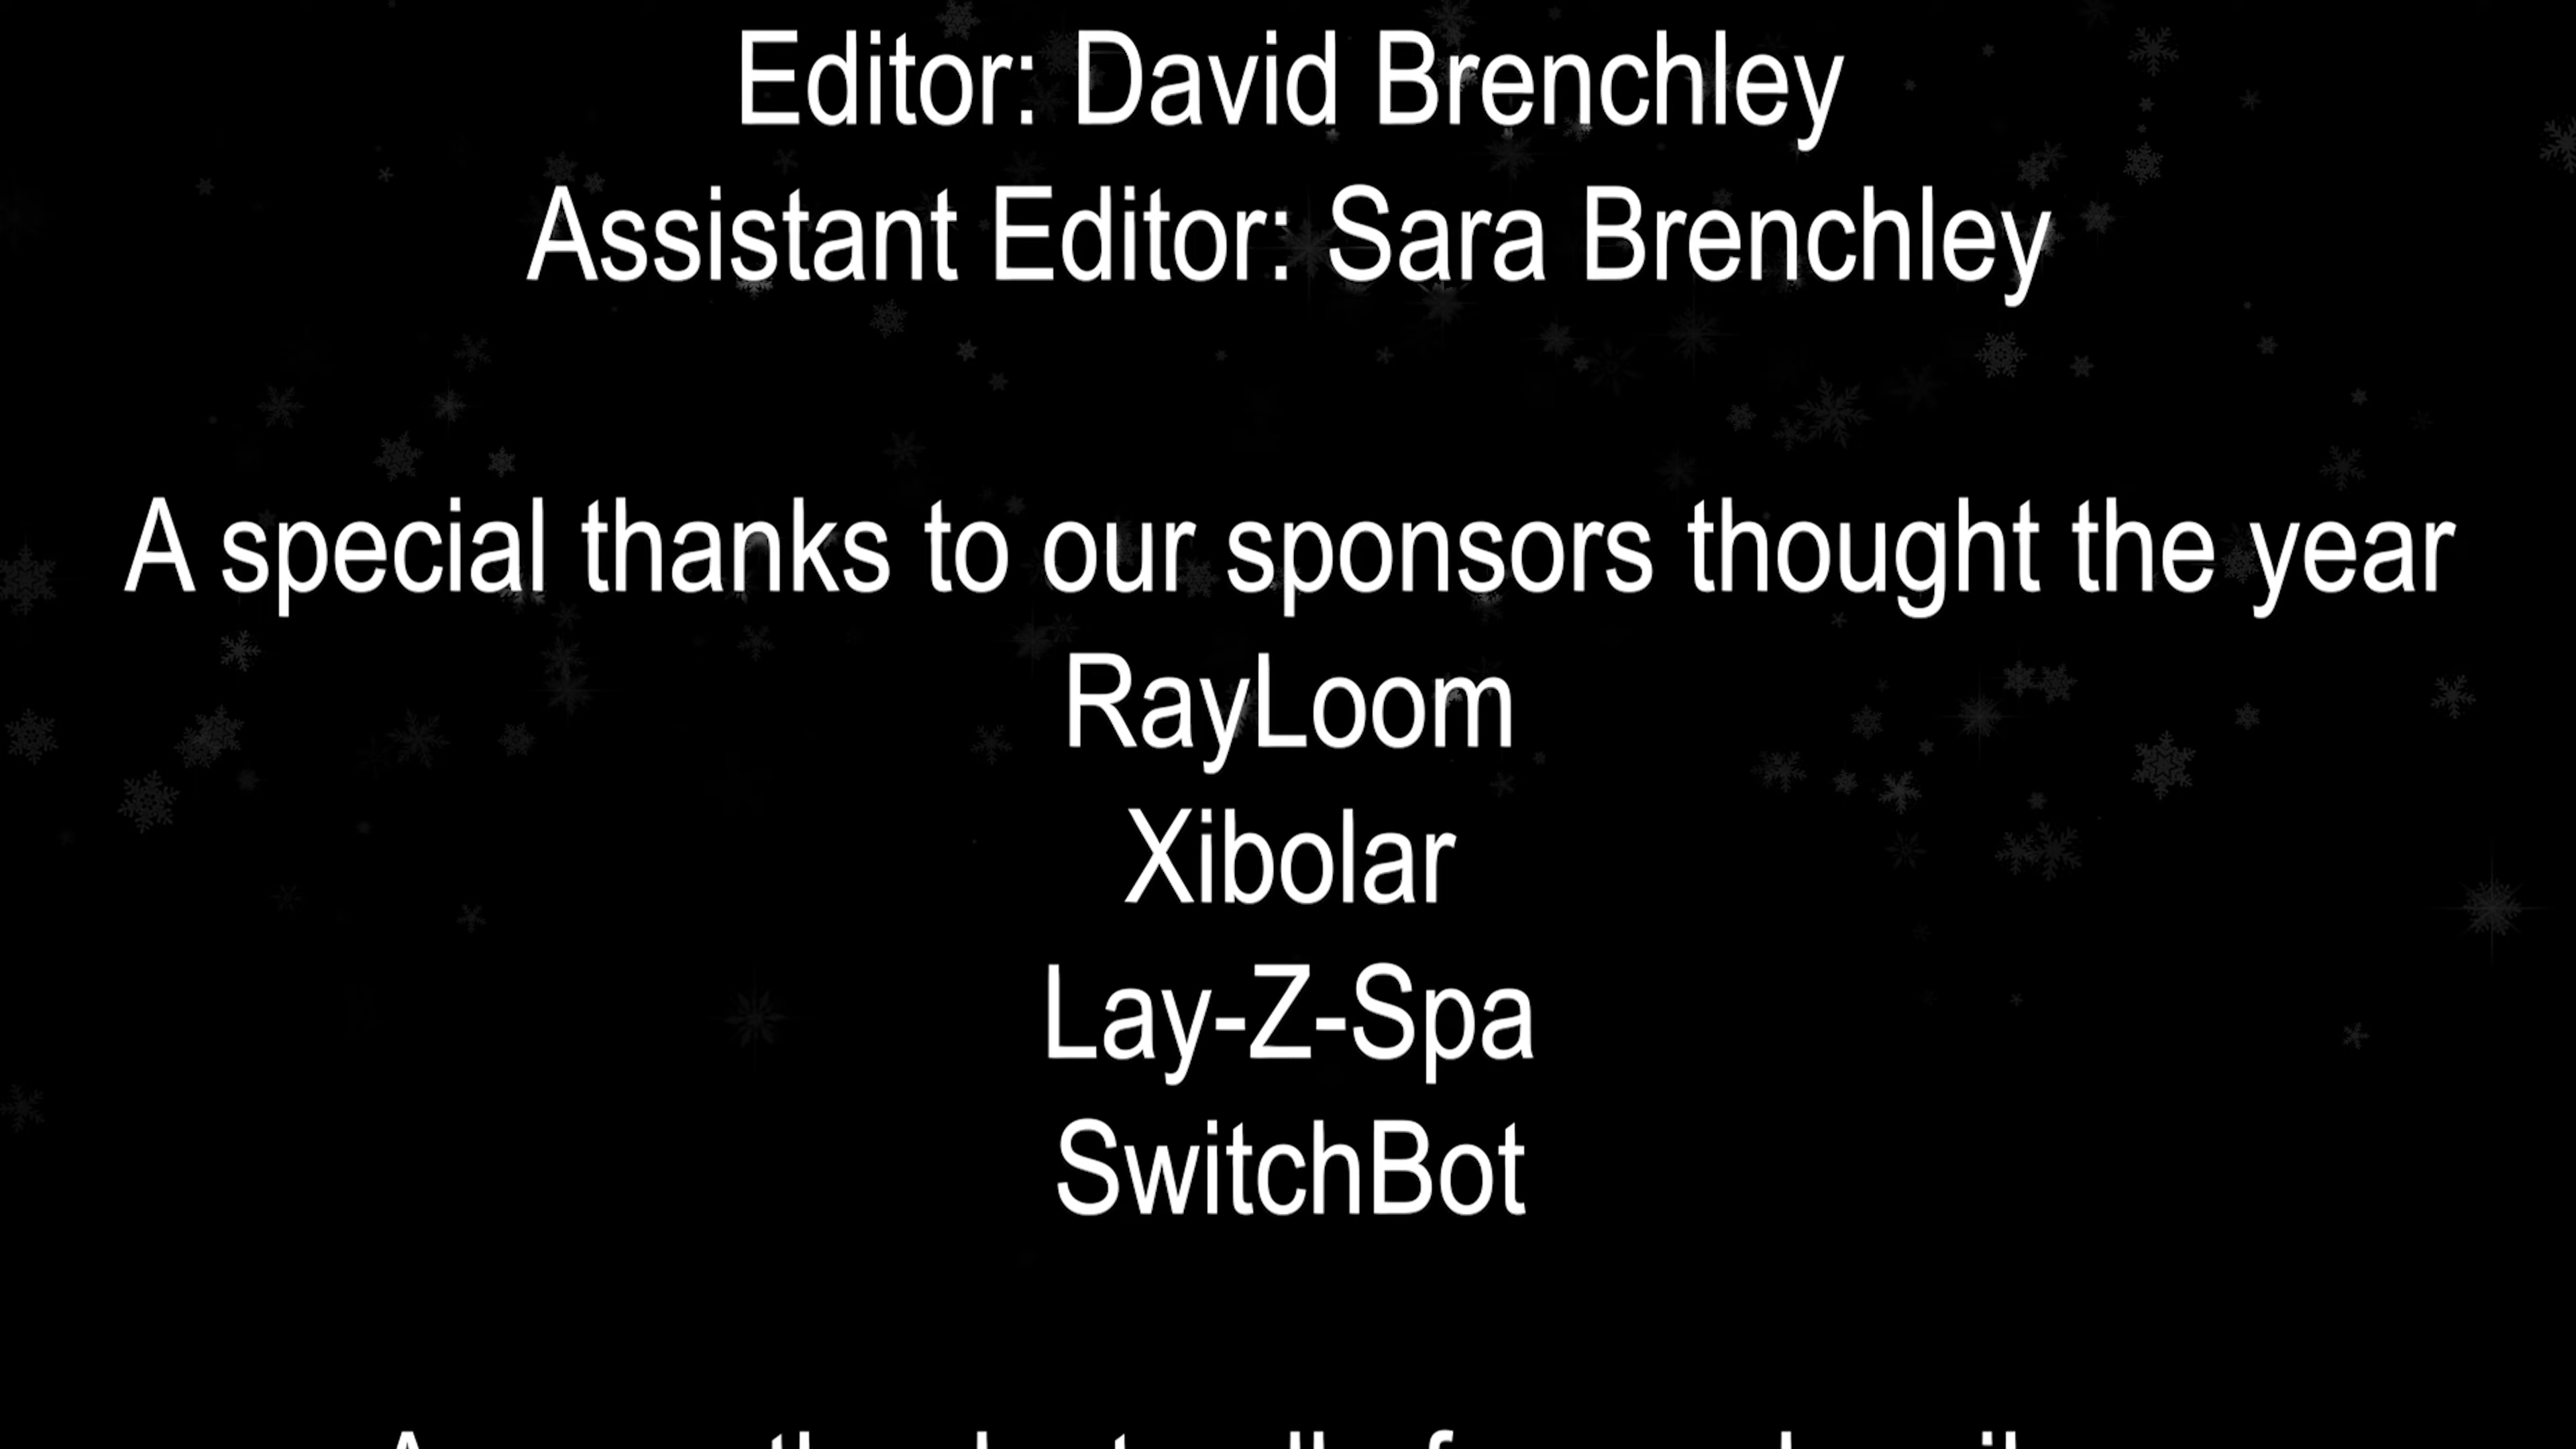 Editor: David Brenchley
Assistant Editor: Sara Brenchley
A special thanks to our sponsors thought the year
RayLoom
Xibolar
Lay-Z-Spa
SwitchBot